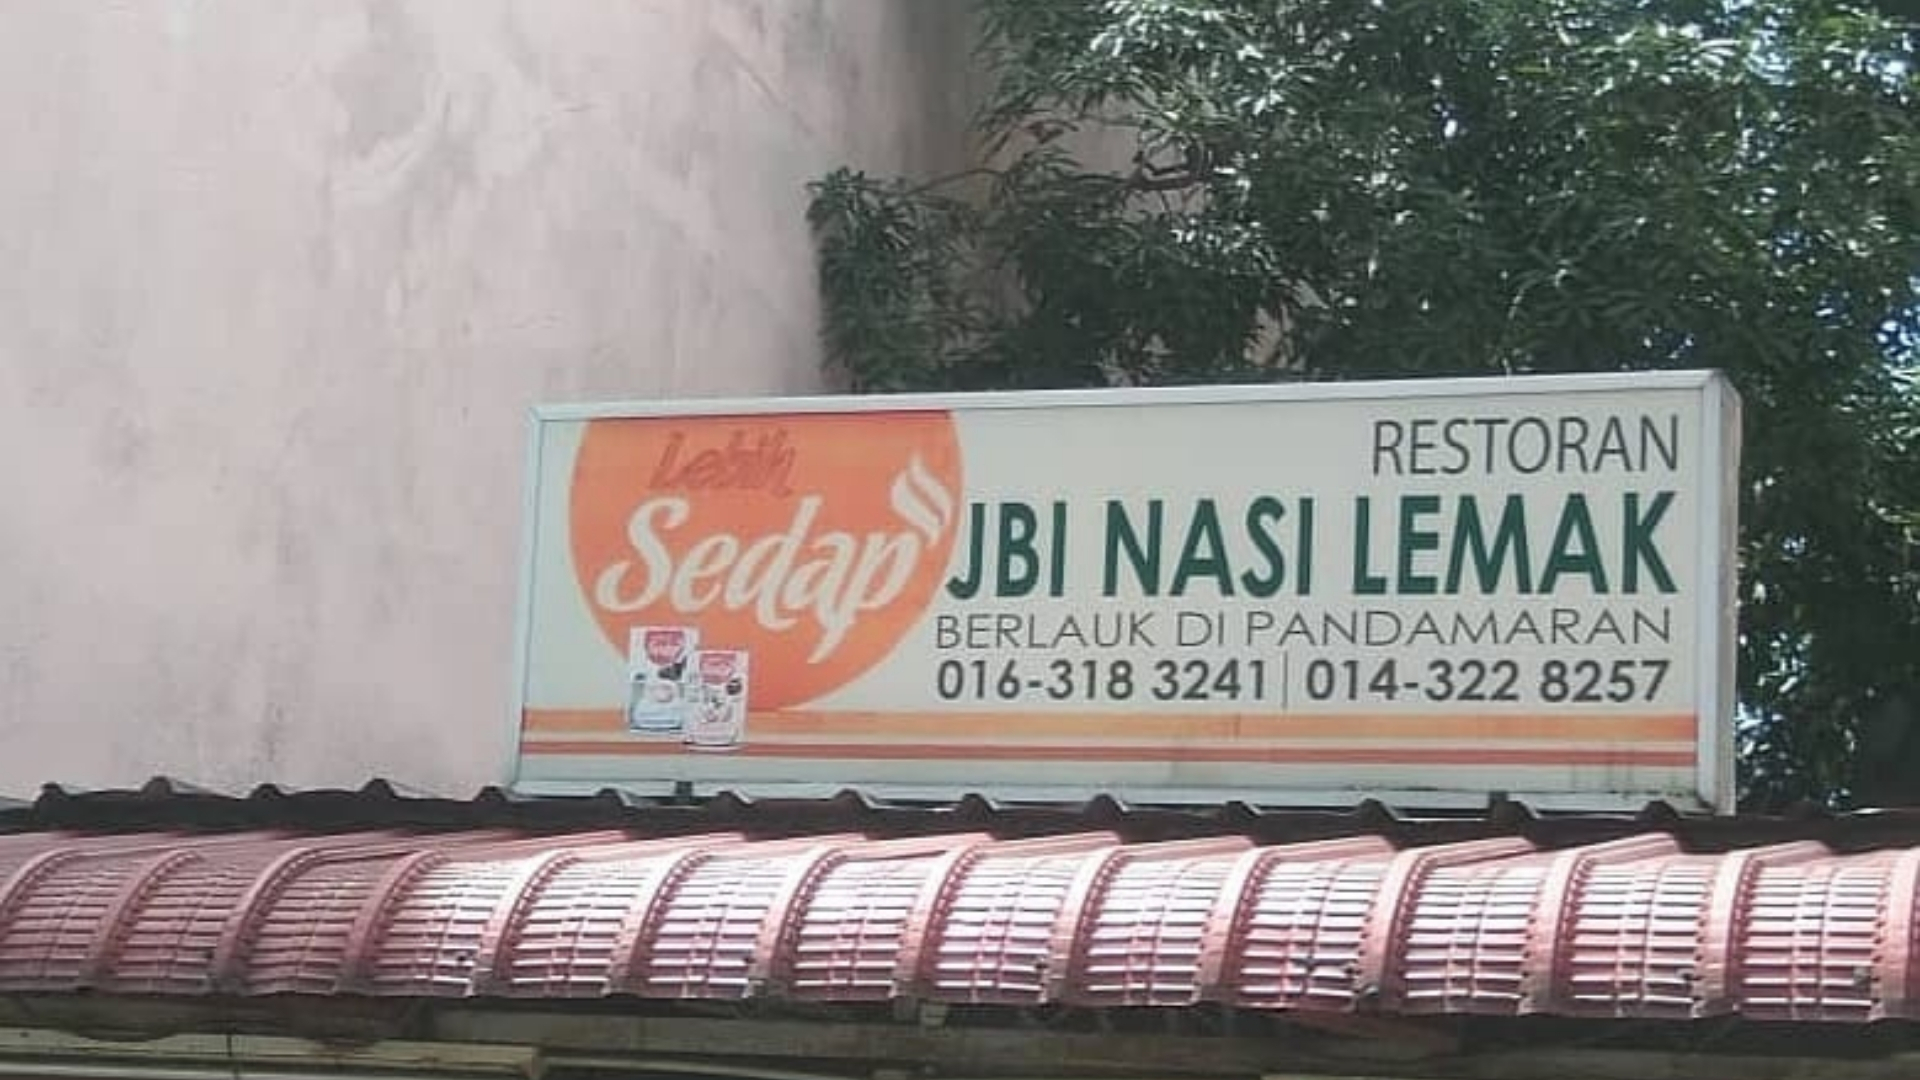 Lebih
Sedap
RESTORAN
JBI NASI LEMAK
BERLAUK DI PANDAMARAN
016-318 3241 | 014-322 8257